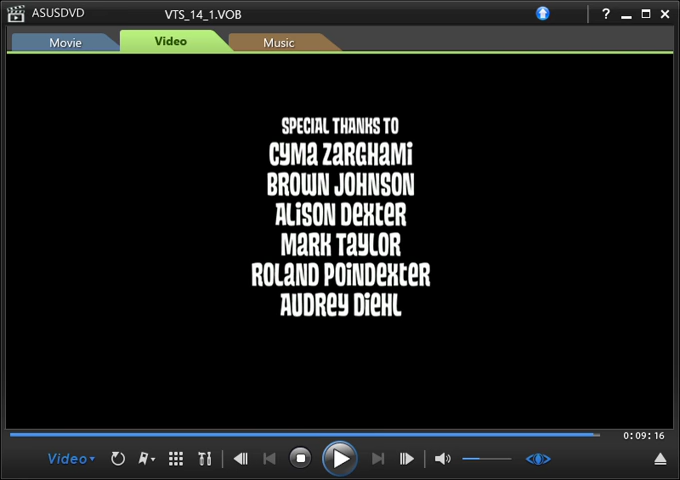 ASUSDVD VTS_14_1.VOB ?
Movie Video Music
SPECIAL THANKS TO
CYMA ZARGHAMI
BROWN JOHNSON
ALISON DEXTER
MARK TAYLOR
ROLAND POINDEXTER
AUDREY DIEHL
0:09:16
Video